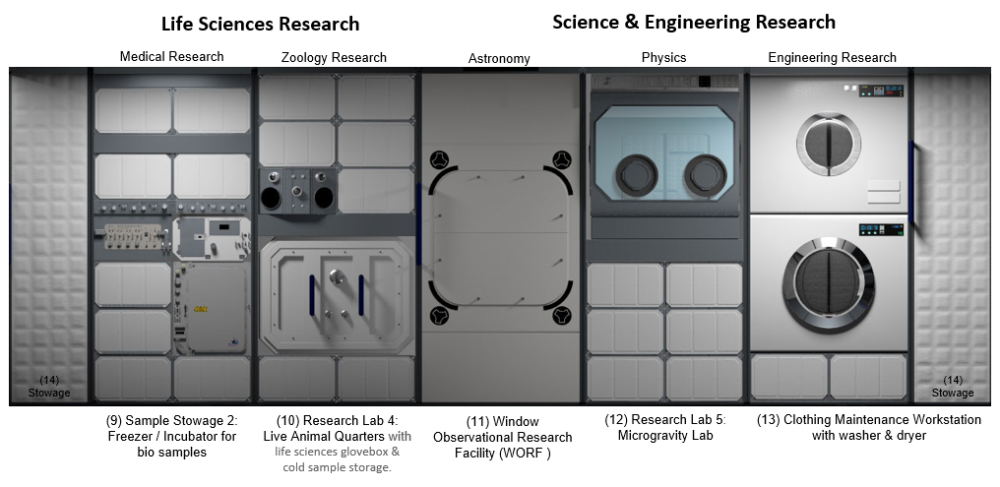 Life Sciences Research
Science & Engineering Research
Medical Research
Zoology Research
Astronomy
Physics
Engineering Research
(14)
Stowage
(14)
Stowage
(9) Sample Stowage 2:
Freezer / Incubator for
bio samples
(10) Research Lab 4:
Live Animal Quarters with
life sciences glovebox &
cold sample storage.
(11) Window
Observational Research
Facility (WORF )
(12) Research Lab 5:
Microgravity Lab
(13) Clothing Maintenance Workstation
with washer & dryer